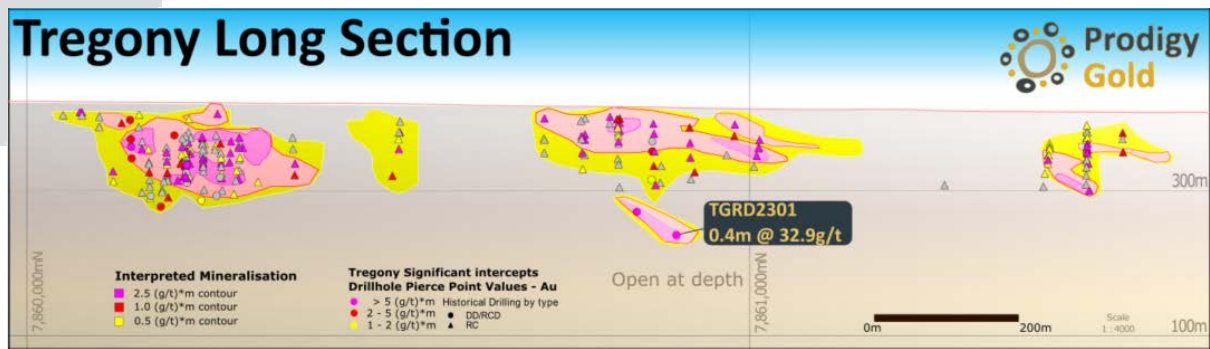 Tregony Long Section
Prodigy
Gold
300m
TGRD2301
0.4m @ 32.9g/t
7,860,000mN
Interpreted Mineralisation
2.5 (g/t)*m contour
1.0 (g/t)*m contour
0.5 (g/t)*m contour
Tregony Significant intercepts
Drillhole Pierce Point Values - Au
> 5 (g/t)*m Historical Drilling by type
2 - 5 (g/t)*m DD/RCD
1 - 2 (g/t)*m RC
Open at depth
7,861,000mN
0m 200m
Scale
1 : 4000
100m